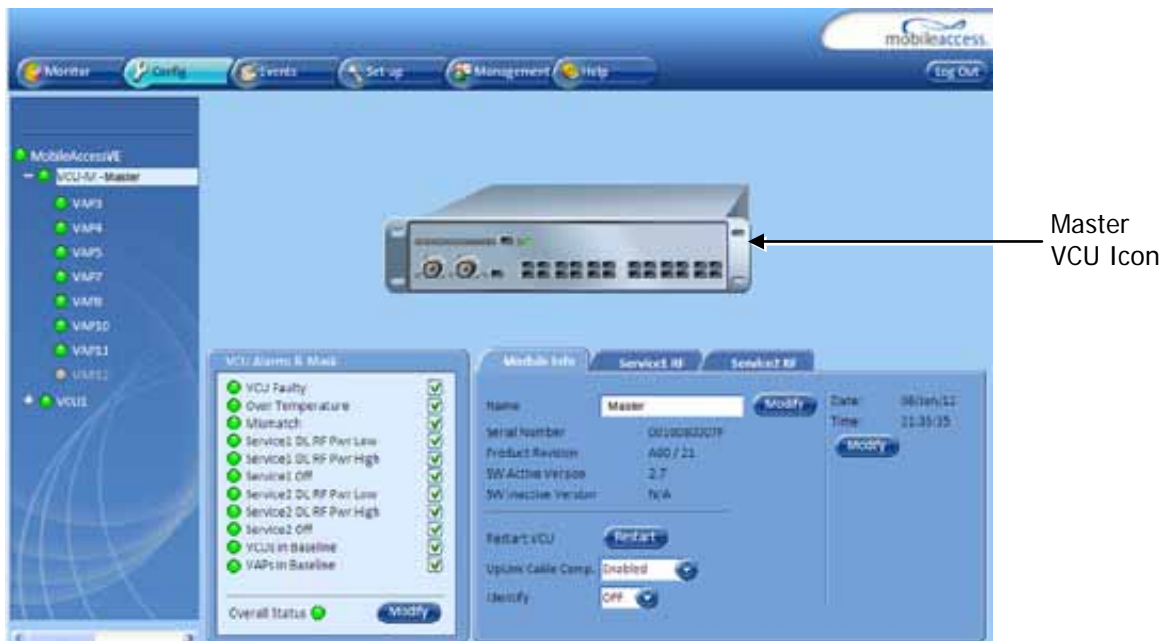 mobileaccess
Monitor
Config
Events
Set up
Management
Help
Log Out
MobileAccessVE
VCU-M -Master
VAP3
VAP4
VAP5
VAP7
VAP10
VAP11
VAP12
VCU1
Master
VCU Icon
VCU Alarms & Mask
VCU Faulty
Over Temperature
Mismatch
Service1 DL RF Pwr Low
Service1 DL RF Pwr High
Service1 Off
Service2 DL RF Pwr Low
Service2 DL RF Pwr High
Service2 Off
VCUs in Baseline
VAPs in Baseline
Overall Status
Modify
Module Info
Service1 RF
Service2 RF
Name
Master
Modify
Serial Number
Product Revision
A00 / 21
SW Active Version
2.7
SW Inactive Version
N/A
Restart VCU
Restart
UpLink Cable Comp.
Enabled
Identify
OFF
Date:
Time:
Modify